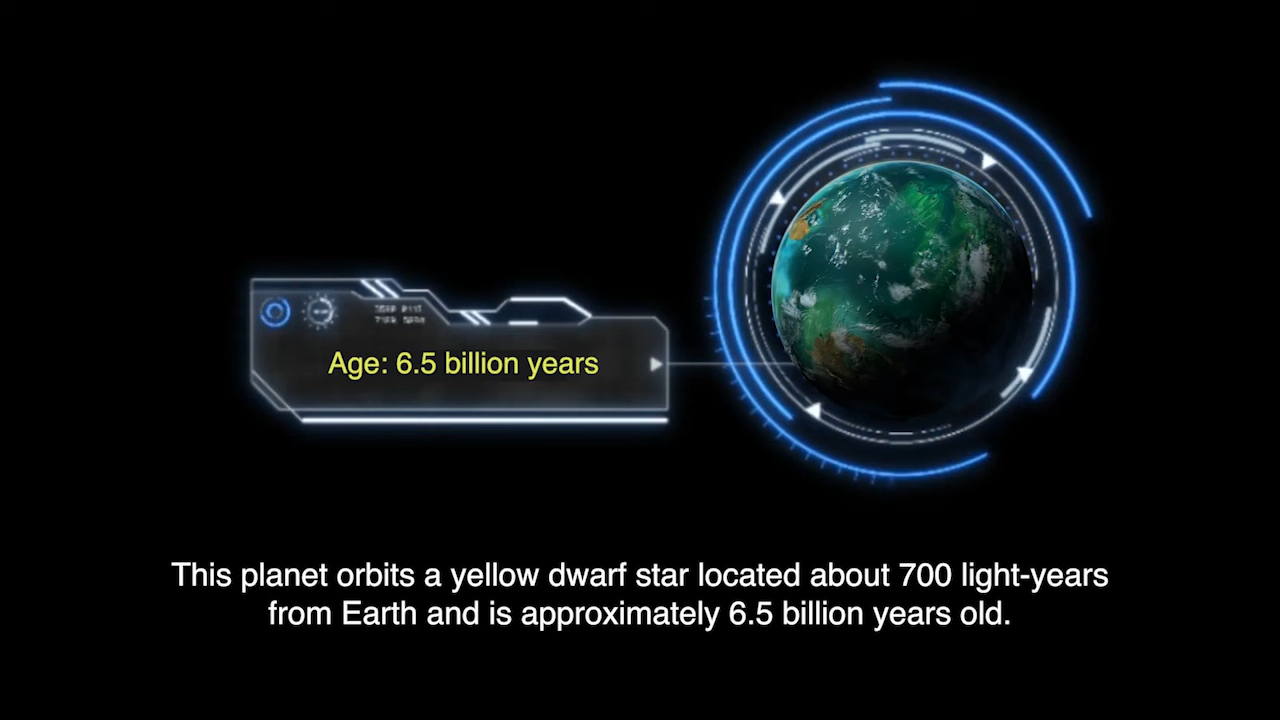 Age: 6.5 billion years
This planet orbits a yellow dwarf star located about 700 light-years
from Earth and is approximately 6.5 billion years old.